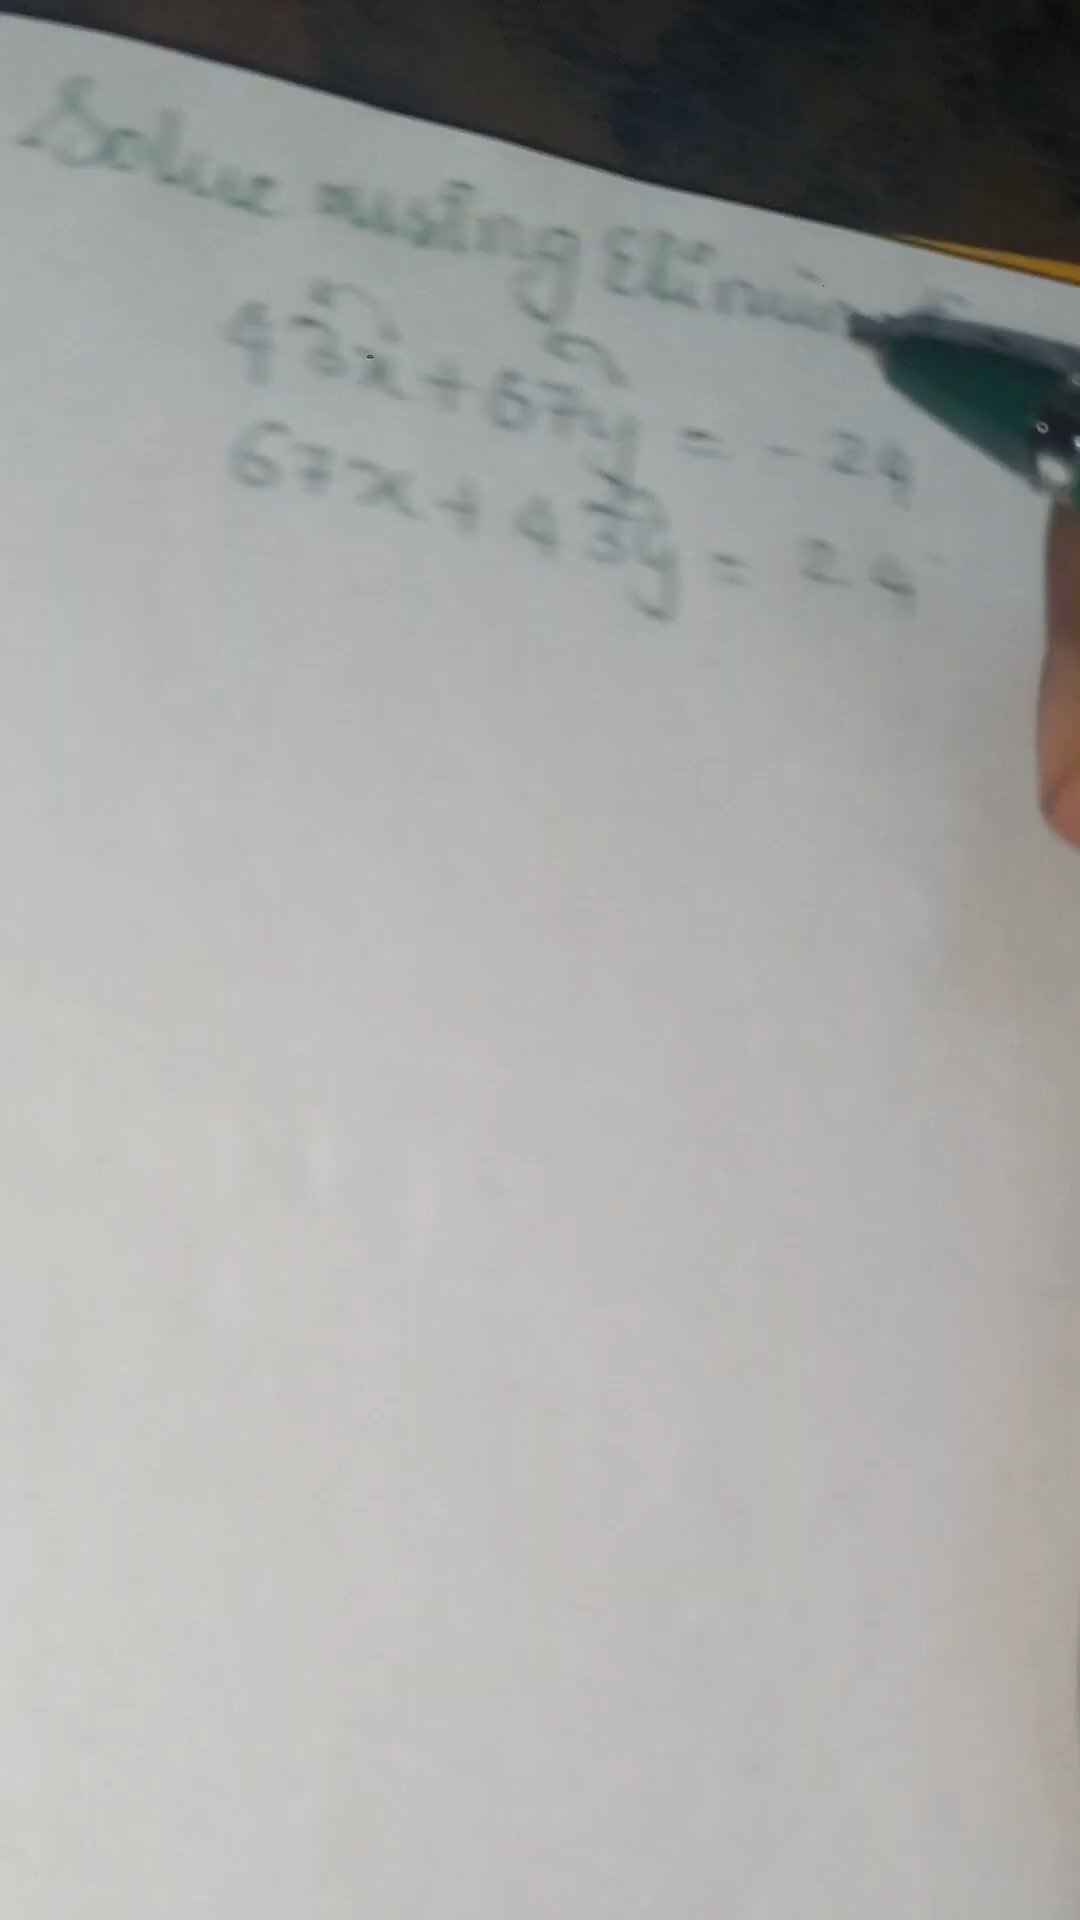 Solve using Elimin
43x + 67y = - 24
67x + 43y = 24